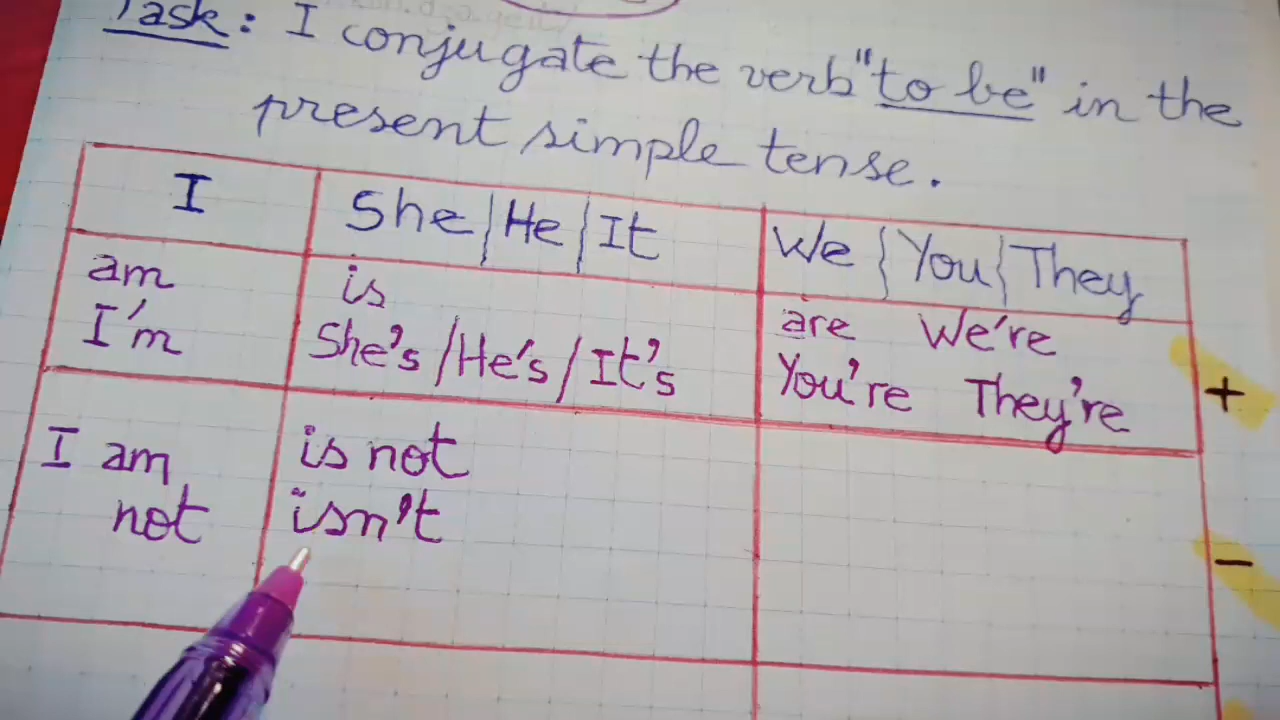 Task: I conjugate the verb "to be" in the
present simple tense.
I
She | He | It
We { You { They
am
I'm
is
She's / He's / It's
are We're
You're They're
+
I am
not
is not
isn't
-